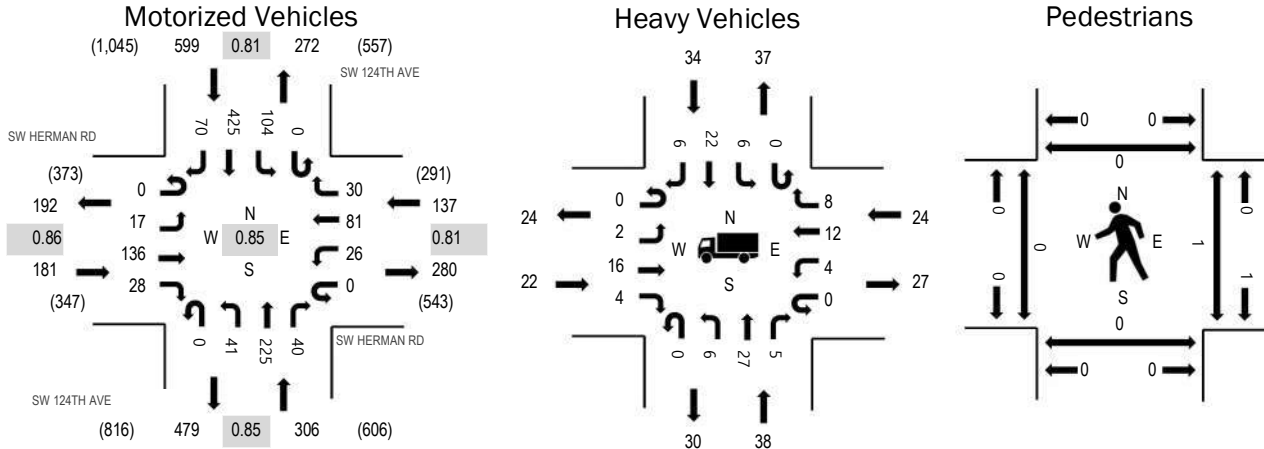 Motorized Vehicles
(1,045) 599 0.81 272 (557)
SW 124TH AVE
70 425 104 0
SW HERMAN RD
(373) 0 30 (291)
192 17 N 81 137
0.86 W 0.85 E 0.81
181 136 S 26 280
(347) 28 0 (543)
0 41 225 40
SW HERMAN RD
SW 124TH AVE
(816) 479 0.85 306 (606)
Heavy Vehicles
34 37
6 22 6 0
0 8
24 2 N 12 24
W E
22 16 S 4 27
4 0
0 6 27 5
30 38
Pedestrians
0 0
0
0 N 0
0 W E 1
0 S 1
0
0 0